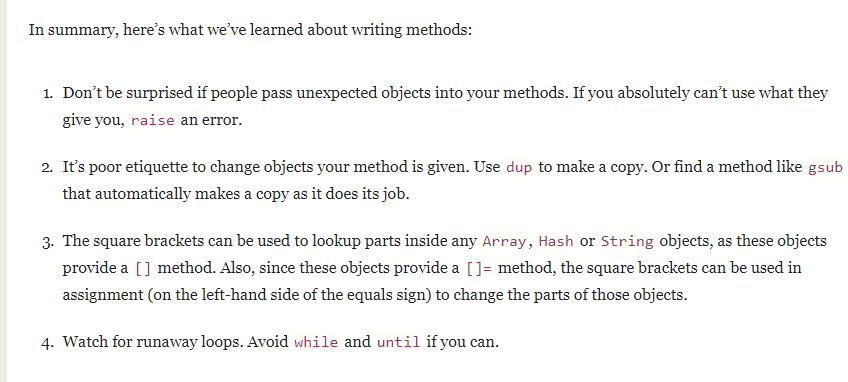 In summary, here’s what we’ve learned about writing methods:
1. Don’t be surprised if people pass unexpected objects into your methods. If you absolutely can’t use what they
give you, raise an error.
2. It’s poor etiquette to change objects your method is given. Use dup to make a copy. Or find a method like gsub
that automatically makes a copy as it does its job.
3. The square brackets can be used to lookup parts inside any Array, Hash or String objects, as these objects
provide a [] method. Also, since these objects provide a []= method, the square brackets can be used in
assignment (on the left-hand side of the equals sign) to change the parts of those objects.
4. Watch for runaway loops. Avoid while and until if you can.